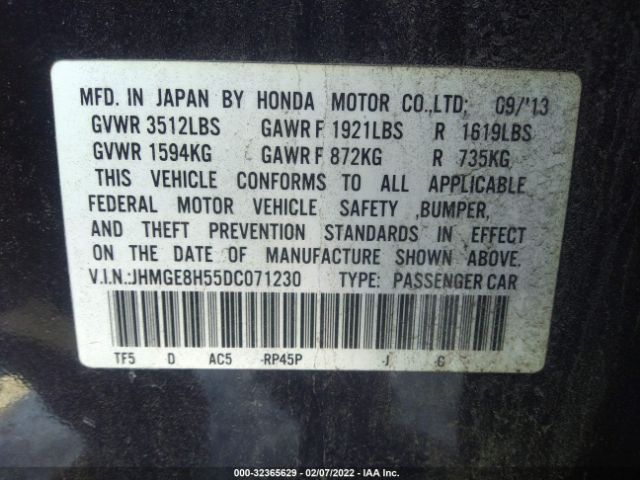 MFD. IN JAPAN BY HONDA MOTOR CO.,LTD; 09/'13
GVWR 3512LBS GAWR F 1921LBS R 1619LBS
GVWR 1594KG GAWR F 872KG R 735KG
THIS VEHICLE CONFORMS TO ALL APPLICABLE
FEDERAL MOTOR VEHICLE SAFETY ,BUMPER,
AND THEFT PREVENTION STANDARDS IN EFFECT
ON THE DATE OF MANUFACTURE SHOWN ABOVE.
V.I.N.:JHMGE8H55DC071230 TYPE: PASSENGER CAR
TF5 D AC5 -RP45P -J G
000-32365629 - 02/07/2022 - IAA Inc.